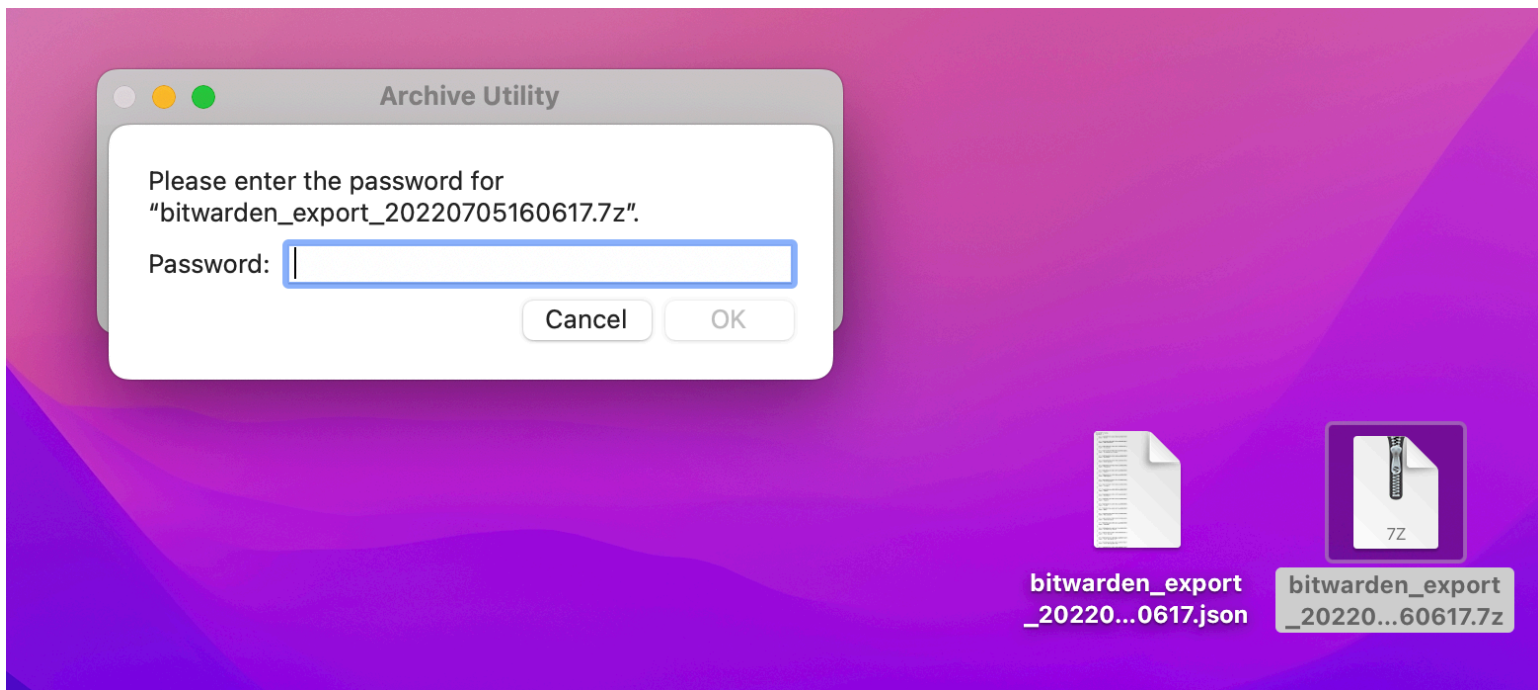 Archive Utility
Please enter the password for
“bitwarden_export_20220705160617.7z”.
Password:
Cancel
OK
7Z
bitwarden_export
_20220...0617.json
bitwarden_export
_20220...60617.7z